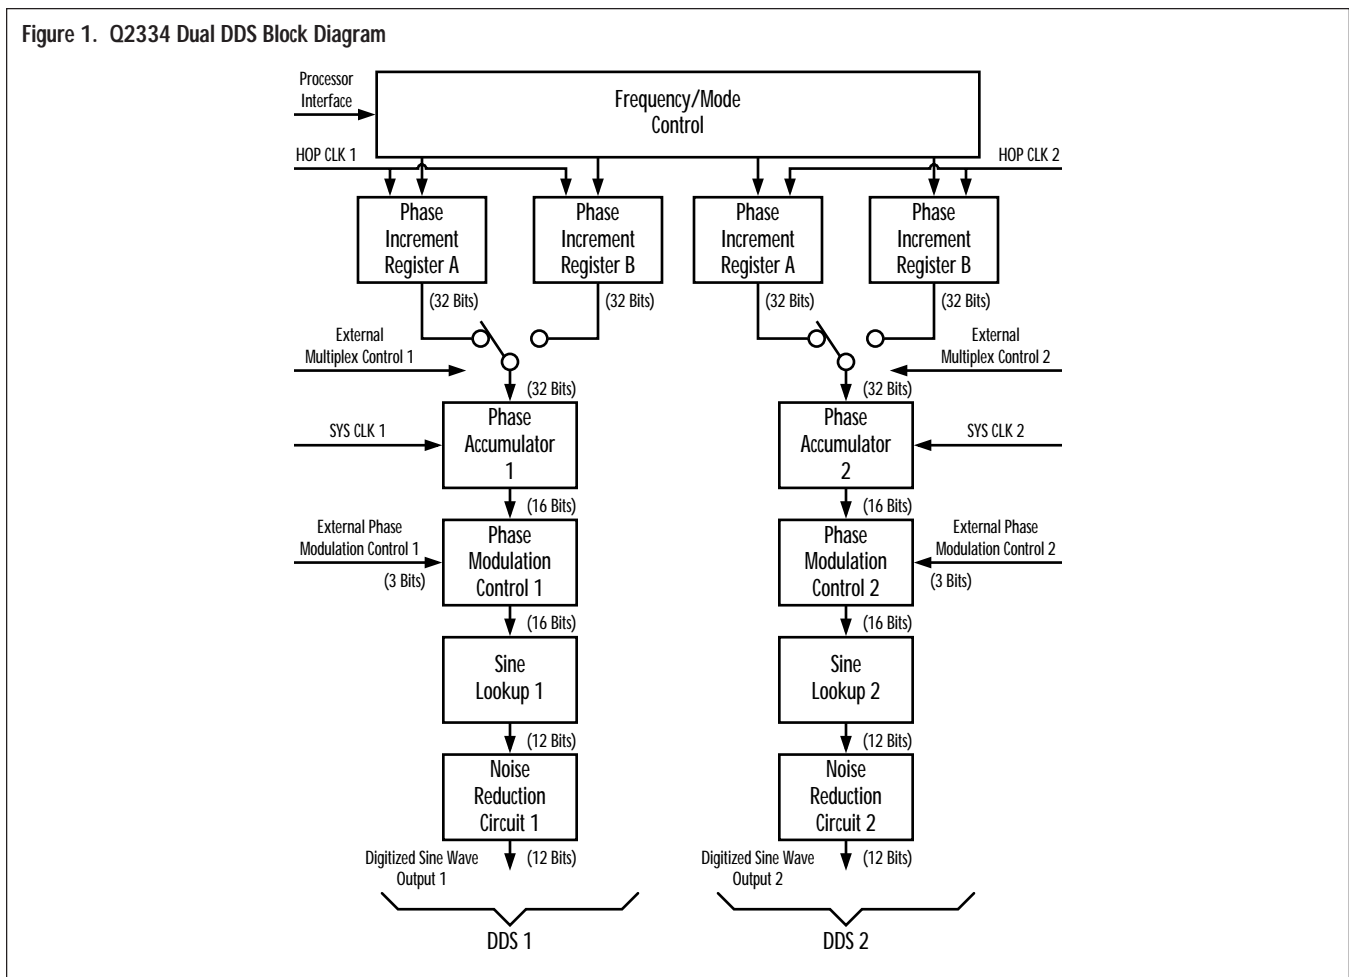 Figure 1. Q2334 Dual DDS Block Diagram
Processor
Interface
Frequency/Mode
Control
HOP CLK 1
HOP CLK 2
Phase
Increment
Register A
Phase
Increment
Register B
Phase
Increment
Register A
Phase
Increment
Register B
(32 Bits)
(32 Bits)
(32 Bits)
(32 Bits)
External
Multiplex Control 1
External
Multiplex Control 2
(32 Bits)
(32 Bits)
SYS CLK 1
Phase
Accumulator
1
Phase
Accumulator
2
SYS CLK 2
(16 Bits)
(16 Bits)
External Phase
Modulation Control 1
(3 Bits)
Phase
Modulation
Control 1
Phase
Modulation
Control 2
External Phase
Modulation Control 2
(3 Bits)
(16 Bits)
(16 Bits)
Sine
Lookup 1
Sine
Lookup 2
(12 Bits)
(12 Bits)
Noise
Reduction
Circuit 1
Noise
Reduction
Circuit 2
Digitized Sine Wave
Output 1
(12 Bits)
Digitized Sine Wave
Output 2
(12 Bits)
DDS 1
DDS 2